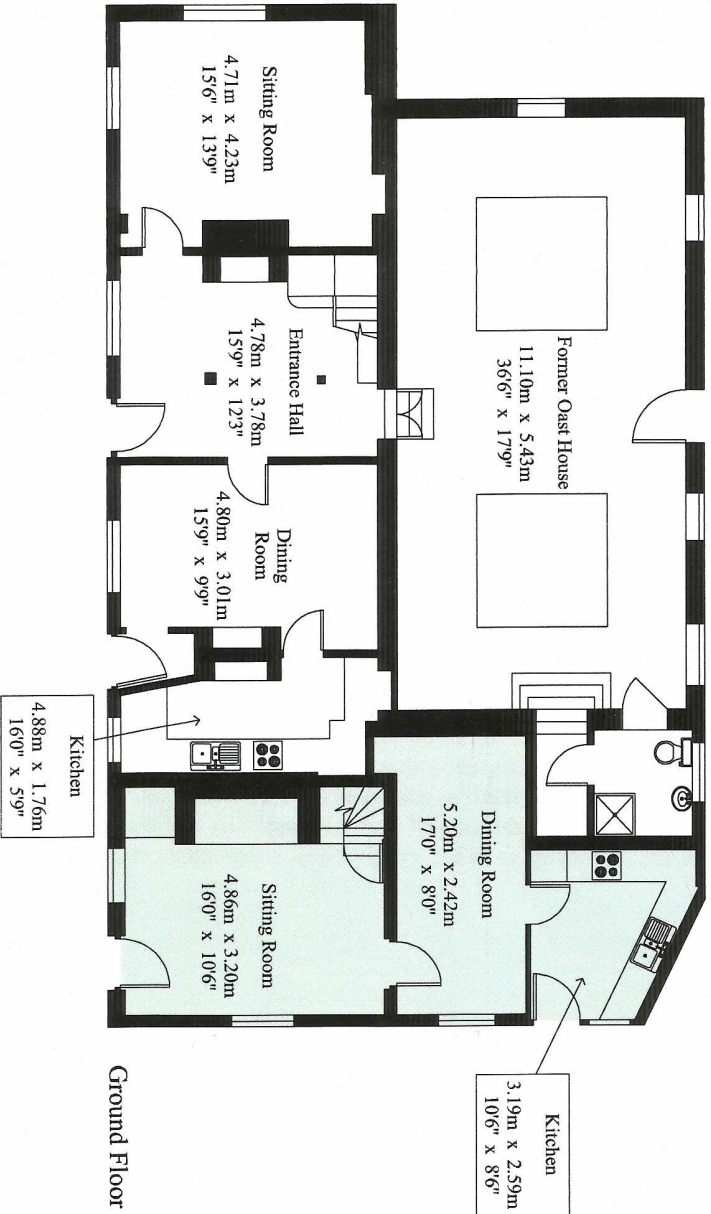 Former Oast House
11.10m x 5.43m
36'6" x 17'9"
Kitchen
3.19m x 2.59m
10'6" x 8'6"
Dining Room
5.20m x 2.42m
17'0" x 8'0"
Sitting Room
4.71m x 4.23m
15'6" x 13'9"
Entrance Hall
4.78m x 3.78m
15'9" x 12'3"
Dining
Room
4.80m x 3.01m
15'9" x 9'9"
Sitting Room
4.86m x 3.20m
16'0" x 10'6"
Kitchen
4.88m x 1.76m
16'0" x 5'9"
Ground Floor